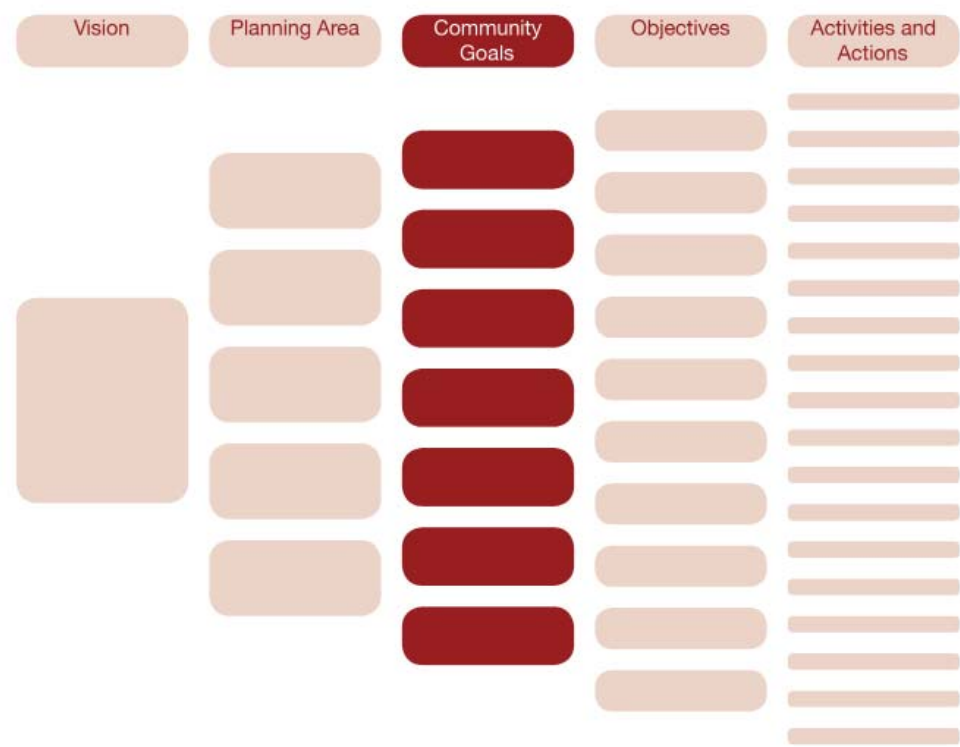 Vision
Planning Area
Community
Goals
Objectives
Activities and
Actions